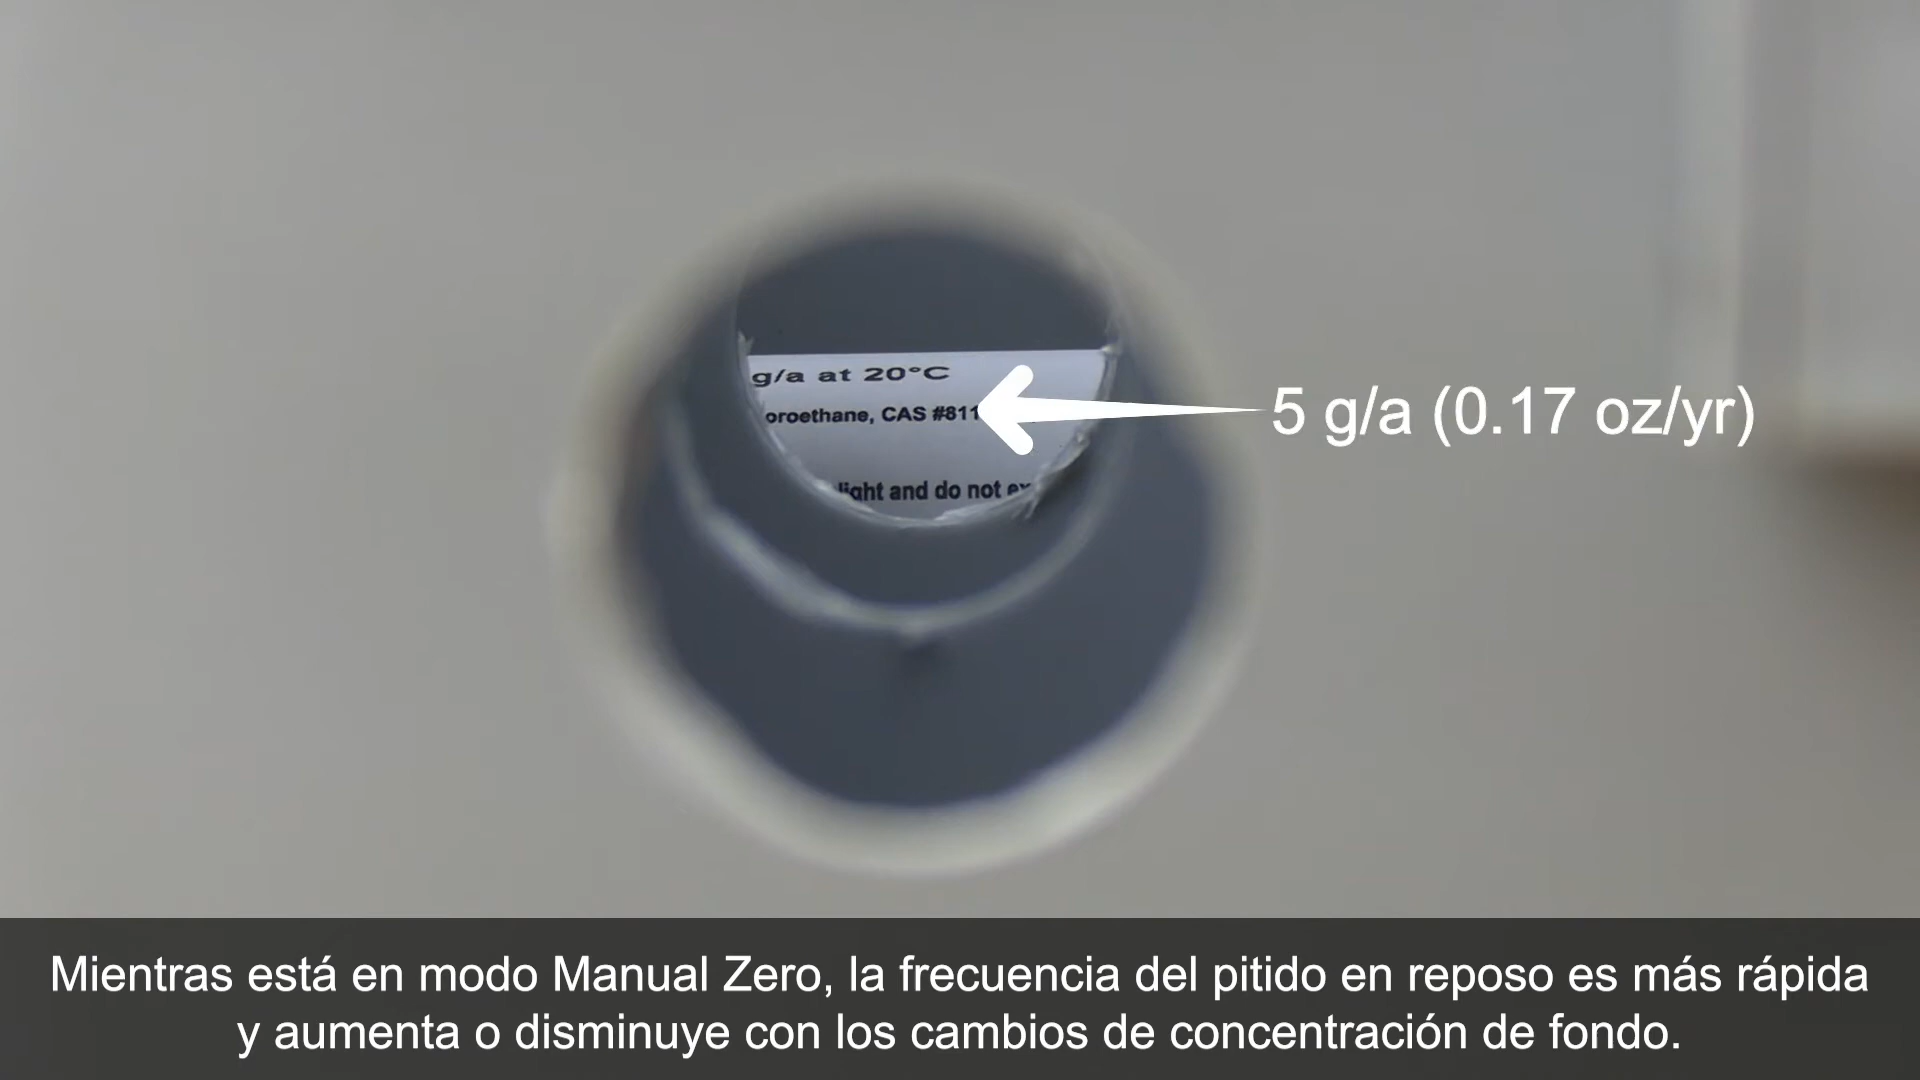 g/a at 20°C
oroethane, CAS #811
5 g/a (0.17 oz/yr)
light and do not
Mientras está en modo Manual Zero, la frecuencia del pitido en reposo es más rápida
y aumenta o disminuye con los cambios de concentración de fondo.